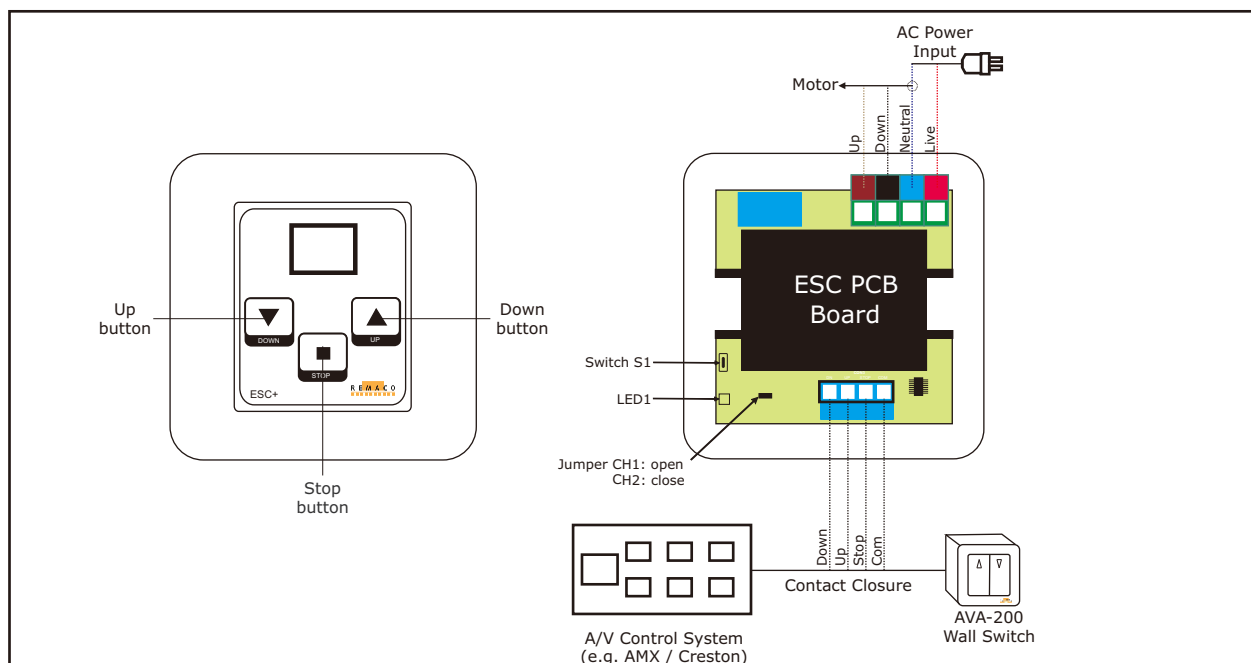 Up
button
DOWN
UP
STOP
ESC+
REMACO
Down
button
Stop
button
AC Power
Input
Motor
Up
Down
Neutral
Live
ESC PCB
Board
Switch S1
LED1
Jumper CH1: open
CH2: close
Down
Up
Stop
Com
Contact Closure
A/V Control System
(e.g. AMX / Creston)
AVA-200
Wall Switch